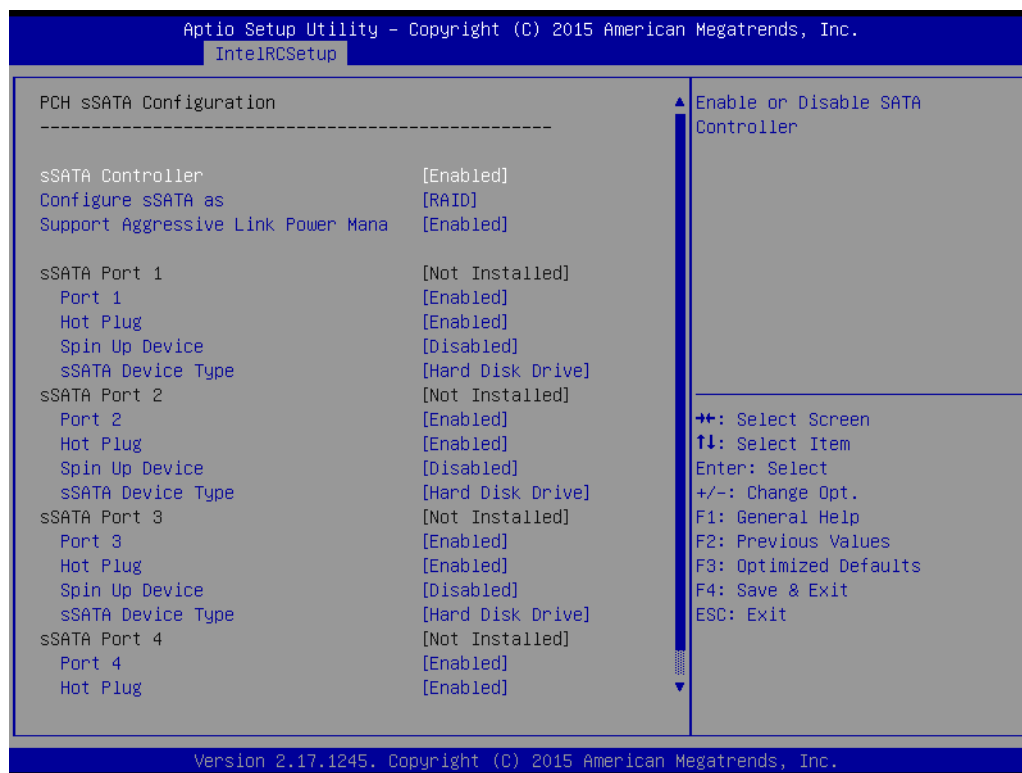 Aptio Setup Utility – Copyright (C) 2015 American Megatrends, Inc.
IntelRCSetup
PCH sSATA Configuration
--------------------------------------------------
sSATA Controller [Enabled]
Configure sSATA as [RAID]
Support Aggressive Link Power Mana [Enabled]
sSATA Port 1 [Not Installed]
Port 1 [Enabled]
Hot Plug [Enabled]
Spin Up Device [Disabled]
sSATA Device Type [Hard Disk Drive]
sSATA Port 2 [Not Installed]
Port 2 [Enabled]
Hot Plug [Enabled]
Spin Up Device [Disabled]
sSATA Device Type [Hard Disk Drive]
sSATA Port 3 [Not Installed]
Port 3 [Enabled]
Hot Plug [Enabled]
Spin Up Device [Disabled]
sSATA Device Type [Hard Disk Drive]
sSATA Port 4 [Not Installed]
Port 4 [Enabled]
Hot Plug [Enabled]
Enable or Disable SATA
Controller
→←: Select Screen
↑↓: Select Item
Enter: Select
+/-: Change Opt.
F1: General Help
F2: Previous Values
F3: Optimized Defaults
F4: Save & Exit
ESC: Exit
Version 2.17.1245. Copyright (C) 2015 American Megatrends, Inc.